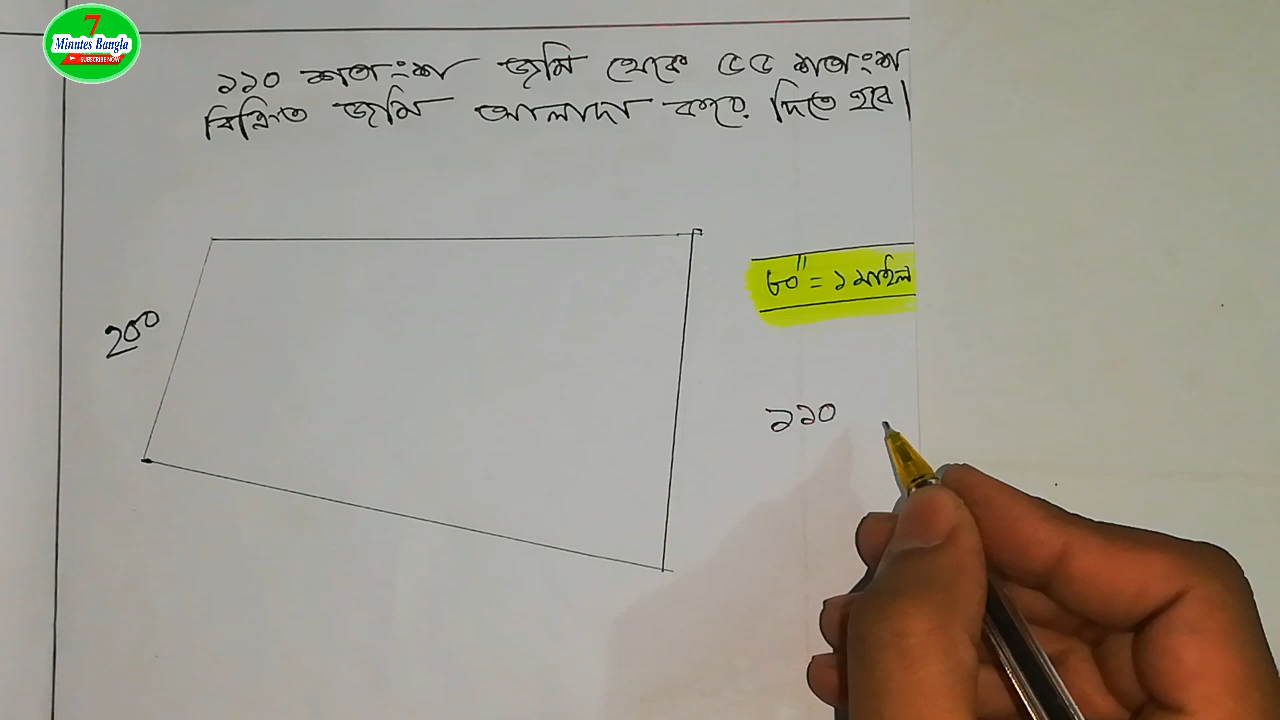 7
Minutes Bangla
SUBSCRIBE NOW
১১০ শতাংশ জমি থেকে ৫৫ শতাংশ
বিক্রিত জমি আলাদা করে দিতে হবে।
৮০" = ১ মাইল
২০০
১১০